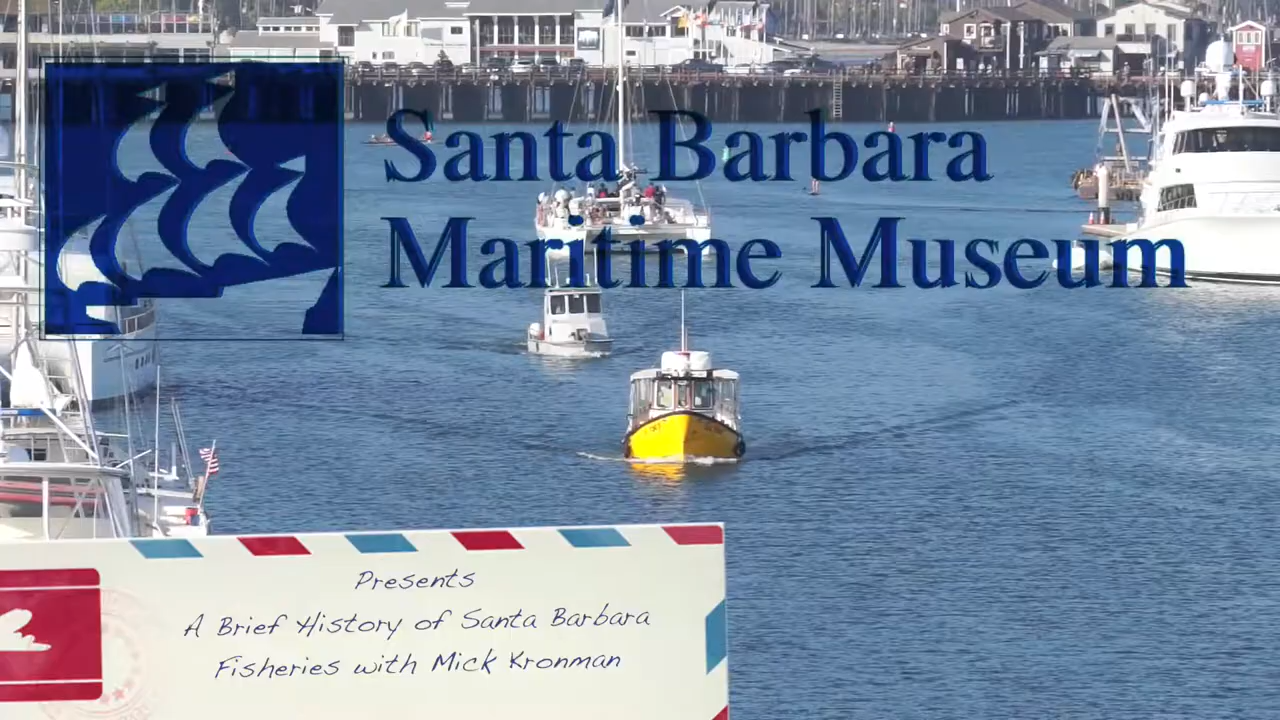 Santa Barbara
Maritime Museum
Presents
A Brief History of Santa Barbara
Fisheries with Mick Kronman